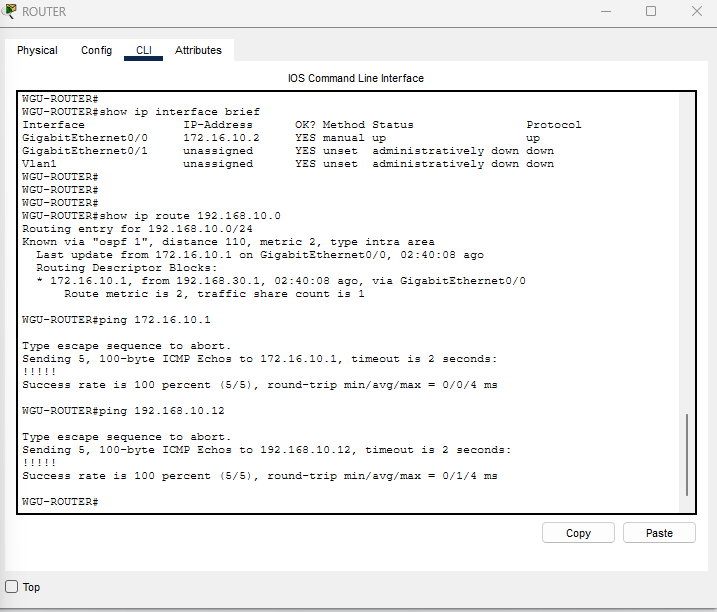 ROUTER
Physical Config CLI Attributes
IOS Command Line Interface
WGU-ROUTER#
WGU-ROUTER#show ip interface brief
Interface IP-Address OK? Method Status Protocol
GigabitEthernet0/0 172.16.10.2 YES manual up up
GigabitEthernet0/1 unassigned YES unset administratively down down
Vlan1 unassigned YES unset administratively down down
WGU-ROUTER#
WGU-ROUTER#
WGU-ROUTER#
WGU-ROUTER#show ip route 192.168.10.0
Routing entry for 192.168.10.0/24
Known via "ospf 1", distance 110, metric 2, type intra area
Last update from 172.16.10.1 on GigabitEthernet0/0, 02:40:08 ago
Routing Descriptor Blocks:
* 172.16.10.1, from 192.168.30.1, 02:40:08 ago, via GigabitEthernet0/0
Route metric is 2, traffic share count is 1
WGU-ROUTER#ping 172.16.10.1
Type escape sequence to abort.
Sending 5, 100-byte ICMP Echos to 172.16.10.1, timeout is 2 seconds:
!!!!!
Success rate is 100 percent (5/5), round-trip min/avg/max = 0/0/4 ms
WGU-ROUTER#ping 192.168.10.12
Type escape sequence to abort.
Sending 5, 100-byte ICMP Echos to 192.168.10.12, timeout is 2 seconds:
!!!!!
Success rate is 100 percent (5/5), round-trip min/avg/max = 0/1/4 ms
WGU-ROUTER#
Copy Paste
Top